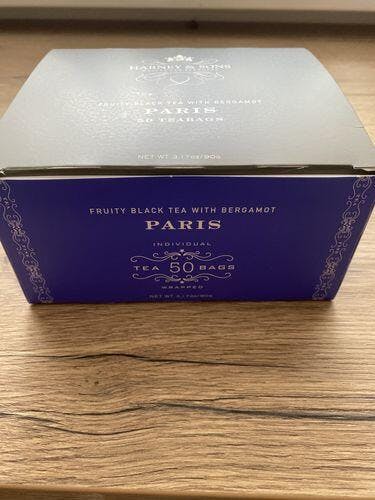 HARNEY & SONS
FRUITY BLACK TEA WITH BERGAMOT
PARIS
50 TEABAGS
NET WT 3.17oz/90g
FRUITY BLACK TEA WITH BERGAMOT
PARIS
INDIVIDUAL
TEA 50 BAGS
WRAPPED
NET WT 3.17oz/90g